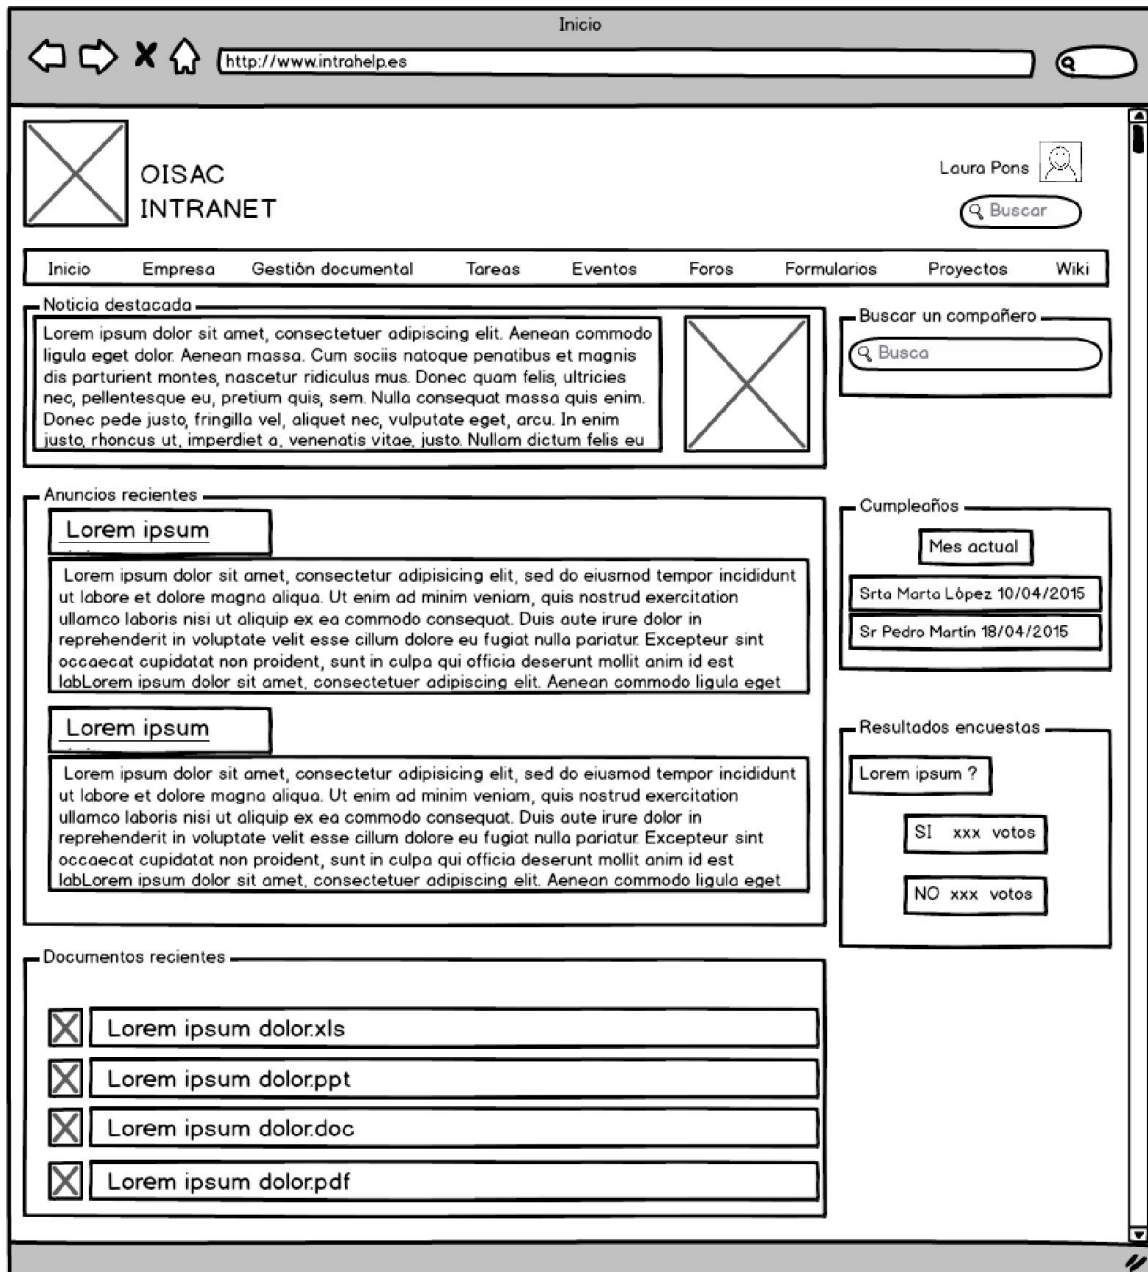 Inicio
http://www.intrahelp.es
OISAC
INTRANET
Laura Pons
Buscar
Inicio Empresa Gestión documental Tareas Eventos Foros Formularios Proyectos Wiki
Noticia destacada
Lorem ipsum dolor sit amet, consectetuer adipiscing elit. Aenean commodo
ligula eget dolor. Aenean massa. Cum sociis natoque penatibus et magnis
dis parturient montes, nascetur ridiculus mus. Donec quam felis, ultricies
nec, pellentesque eu, pretium quis, sem. Nulla consequat massa quis enim.
Donec pede justo, fringilla vel, aliquet nec, vulputate eget, arcu. In enim
justo, rhoncus ut, imperdiet a, venenatis vitae, justo. Nullam dictum felis eu
Buscar un compañero
Busca
Anuncios recientes
Lorem ipsum
Lorem ipsum dolor sit amet, consectetur adipisicing elit, sed do eiusmod tempor incididunt
ut labore et dolore magna aliqua. Ut enim ad minim veniam, quis nostrud exercitation
ullamco laboris nisi ut aliquip ex ea commodo consequat. Duis aute irure dolor in
reprehenderit in voluptate velit esse cillum dolore eu fugiat nulla pariatur. Excepteur sint
occaecat cupidatat non proident, sunt in culpa qui officia deserunt mollit anim id est
labLorem ipsum dolor sit amet, consectetuer adipiscing elit. Aenean commodo ligula eget
Lorem ipsum
Lorem ipsum dolor sit amet, consectetur adipisicing elit, sed do eiusmod tempor incididunt
ut labore et dolore magna aliqua. Ut enim ad minim veniam, quis nostrud exercitation
ullamco laboris nisi ut aliquip ex ea commodo consequat. Duis aute irure dolor in
reprehenderit in voluptate velit esse cillum dolore eu fugiat nulla pariatur. Excepteur sint
occaecat cupidatat non proident, sunt in culpa qui officia deserunt mollit anim id est
labLorem ipsum dolor sit amet, consectetuer adipiscing elit. Aenean commodo ligula eget
Cumpleaños
Mes actual
Srta Marta López 10/04/2015
Sr Pedro Martín 18/04/2015
Resultados encuestas
Lorem ipsum ?
SI xxx votos
NO xxx votos
Documentos recientes
Lorem ipsum dolor.xls
Lorem ipsum dolor.ppt
Lorem ipsum dolor.doc
Lorem ipsum dolor.pdf